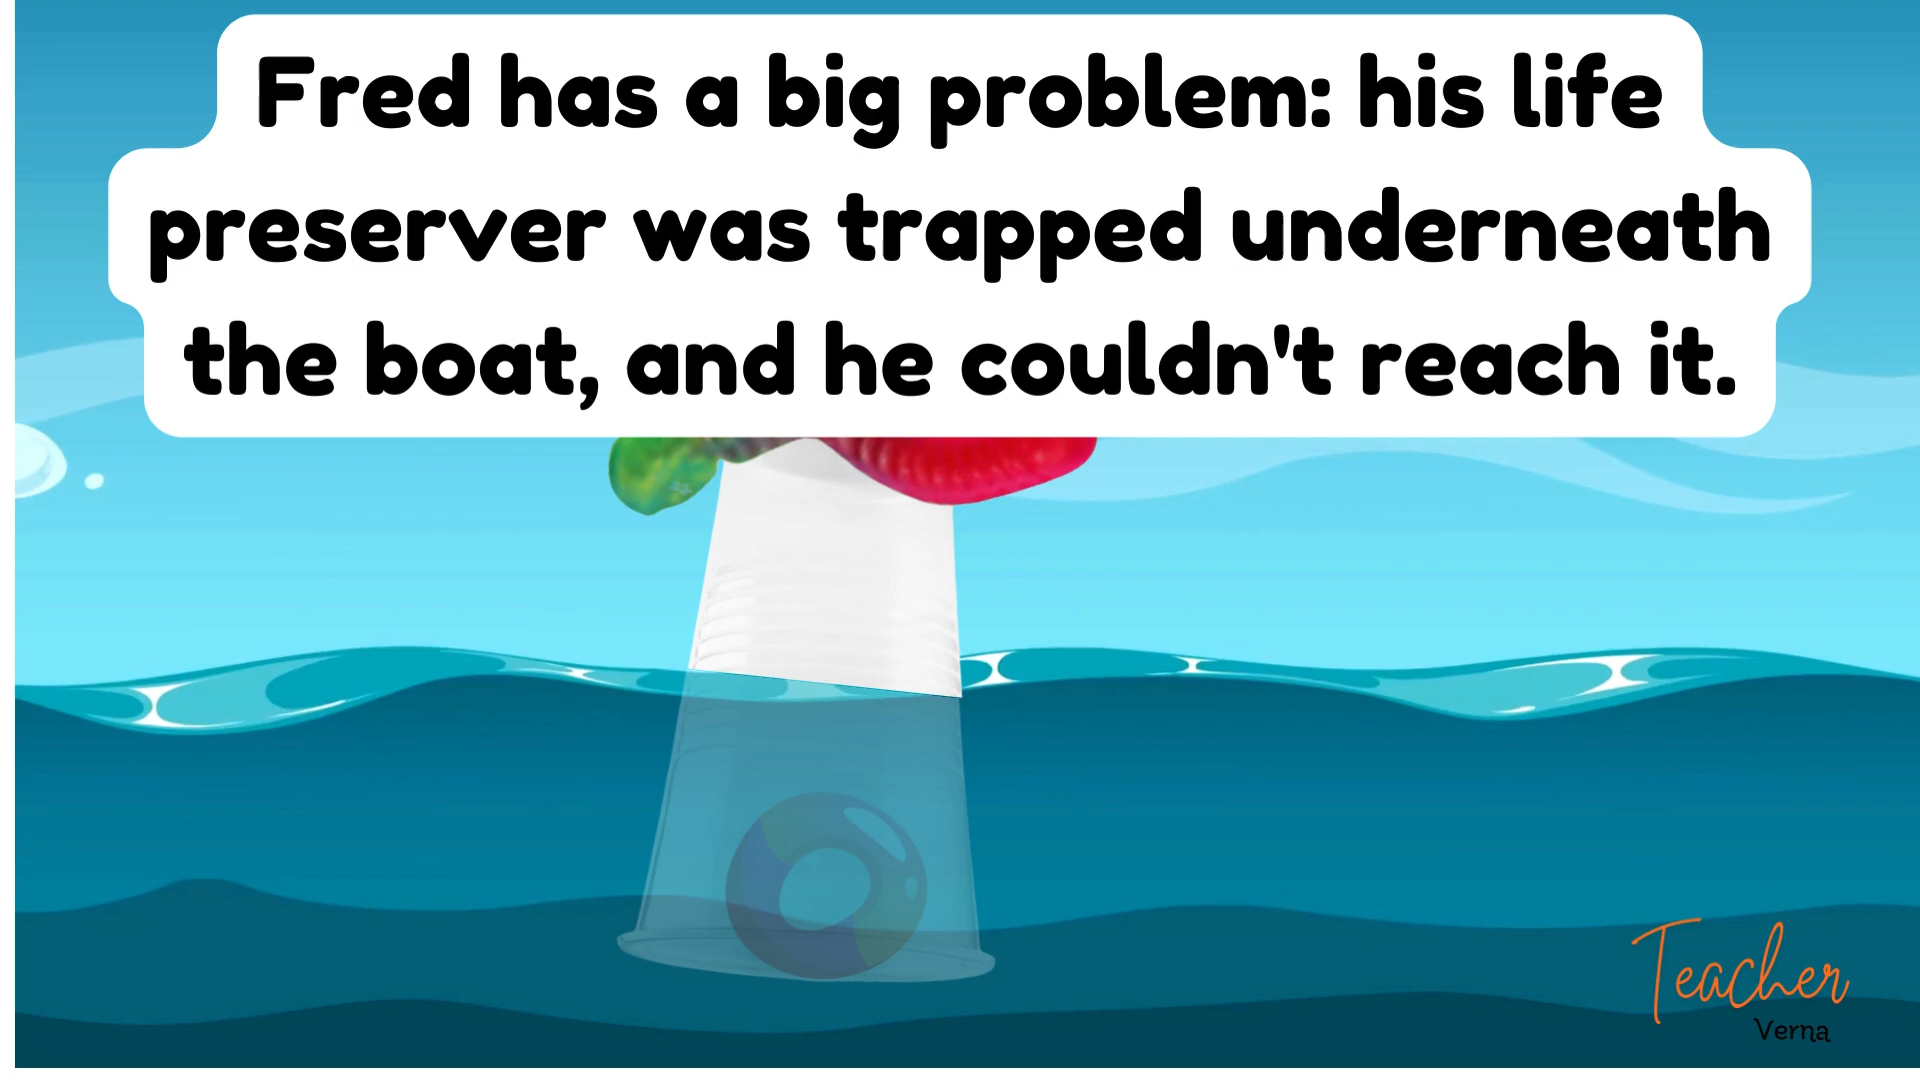 Fred has a big problem: his life
preserver was trapped underneath
the boat, and he couldn't reach it.
Teacher
Verna